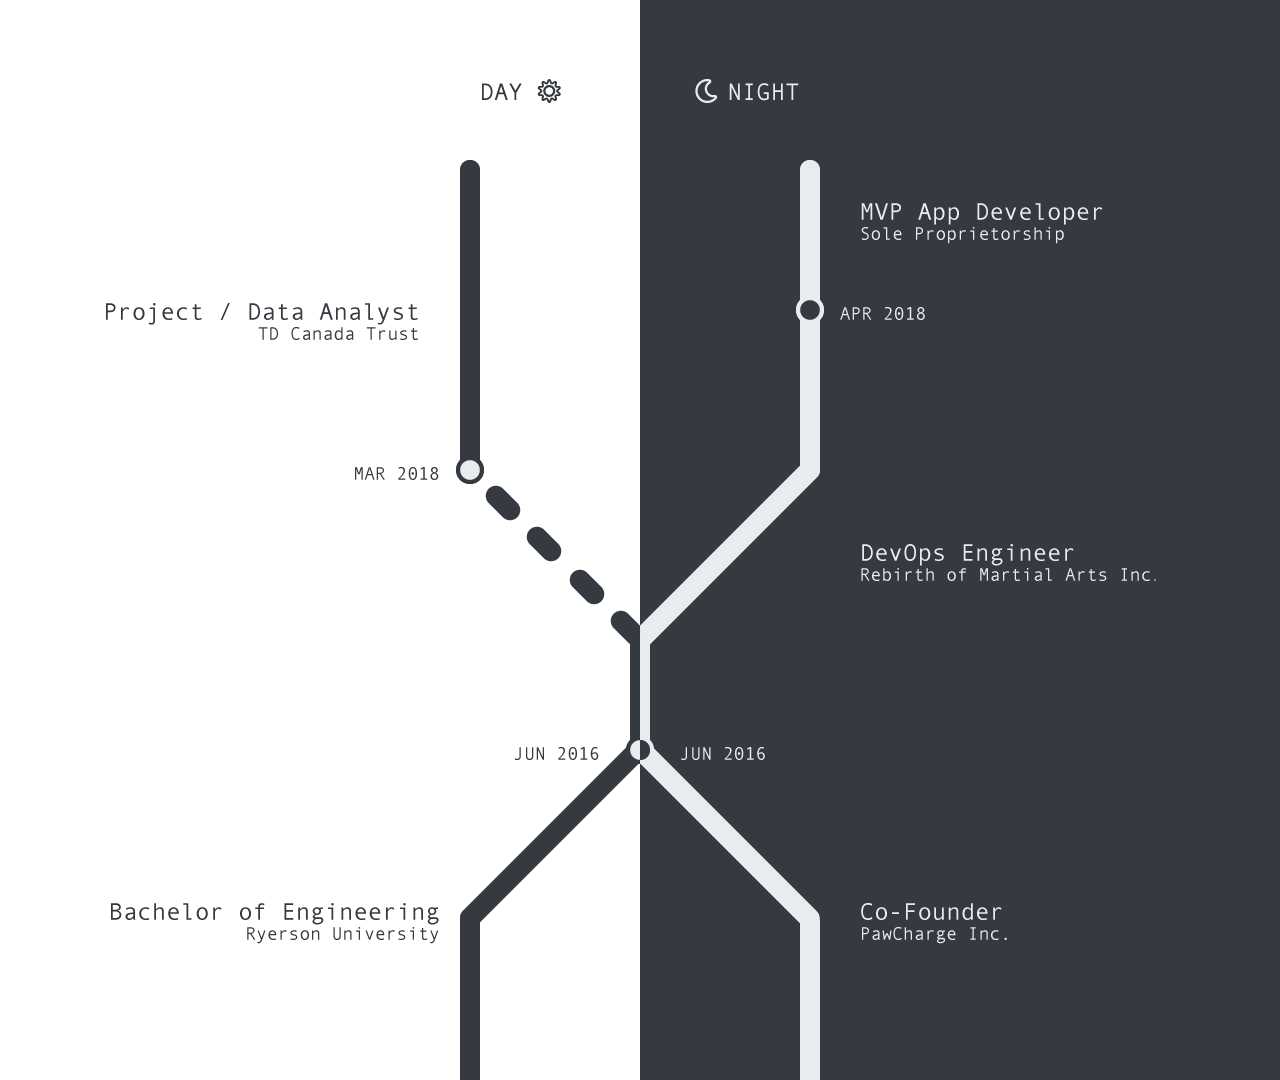 DAY
NIGHT
MVP App Developer
Sole Proprietorship
Project / Data Analyst
TD Canada Trust
APR 2018
MAR 2018
DevOps Engineer
Rebirth of Martial Arts Inc.
JUN 2016
JUN 2016
Bachelor of Engineering
Ryerson University
Co-Founder
PawCharge Inc.